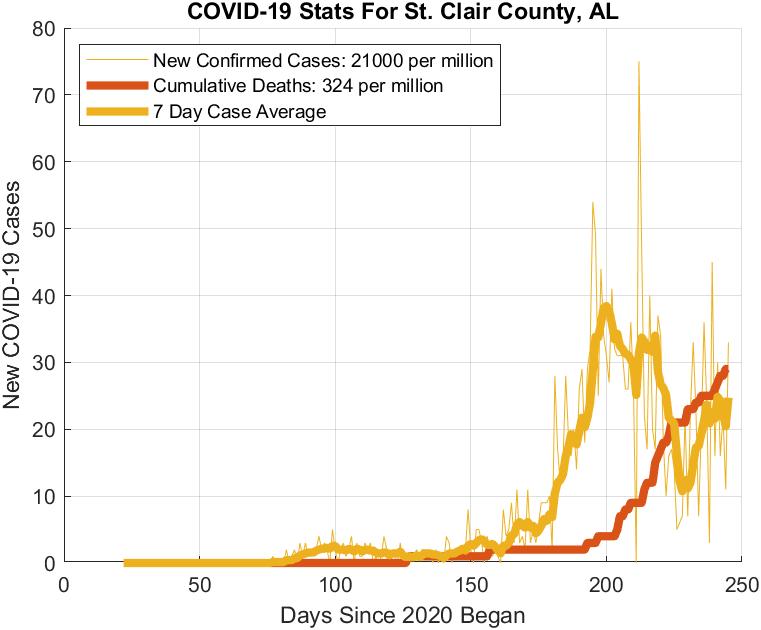 COVID-19 Stats For St. Clair County, AL
New Confirmed Cases: 21000 per million
Cumulative Deaths: 324 per million
7 Day Case Average
New COVID-19 Cases
80
70
60
50
40
30
20
10
0
0 50 100 150 200 250
Days Since 2020 Began